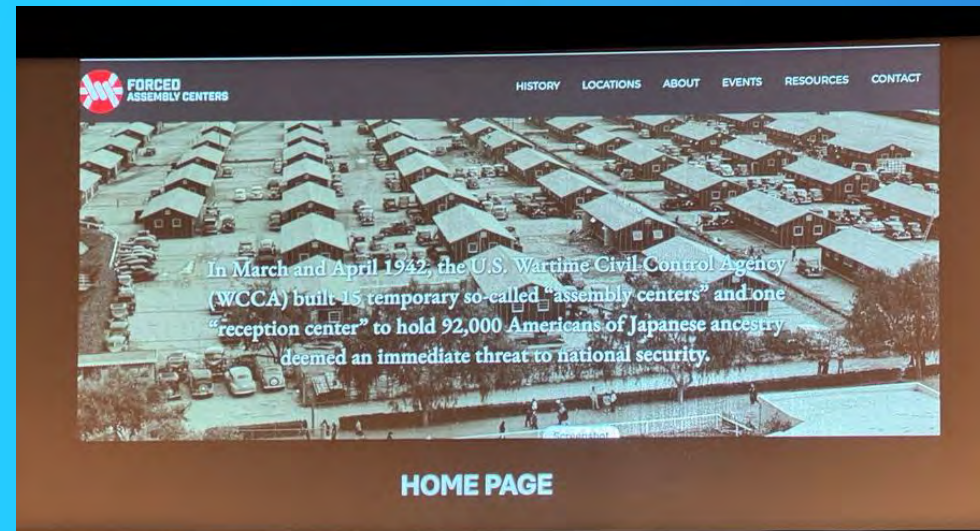 FORCED
ASSEMBLY CENTERS
HISTORY LOCATIONS ABOUT EVENTS RESOURCES CONTACT
In March and April 1942, the U.S. Wartime Civil Control Agency
(WCCA) built 15 temporary so-called “assembly centers” and one
“reception center” to hold 92,000 Americans of Japanese ancestry
deemed an immediate threat to national security.
Screenshot
HOME PAGE